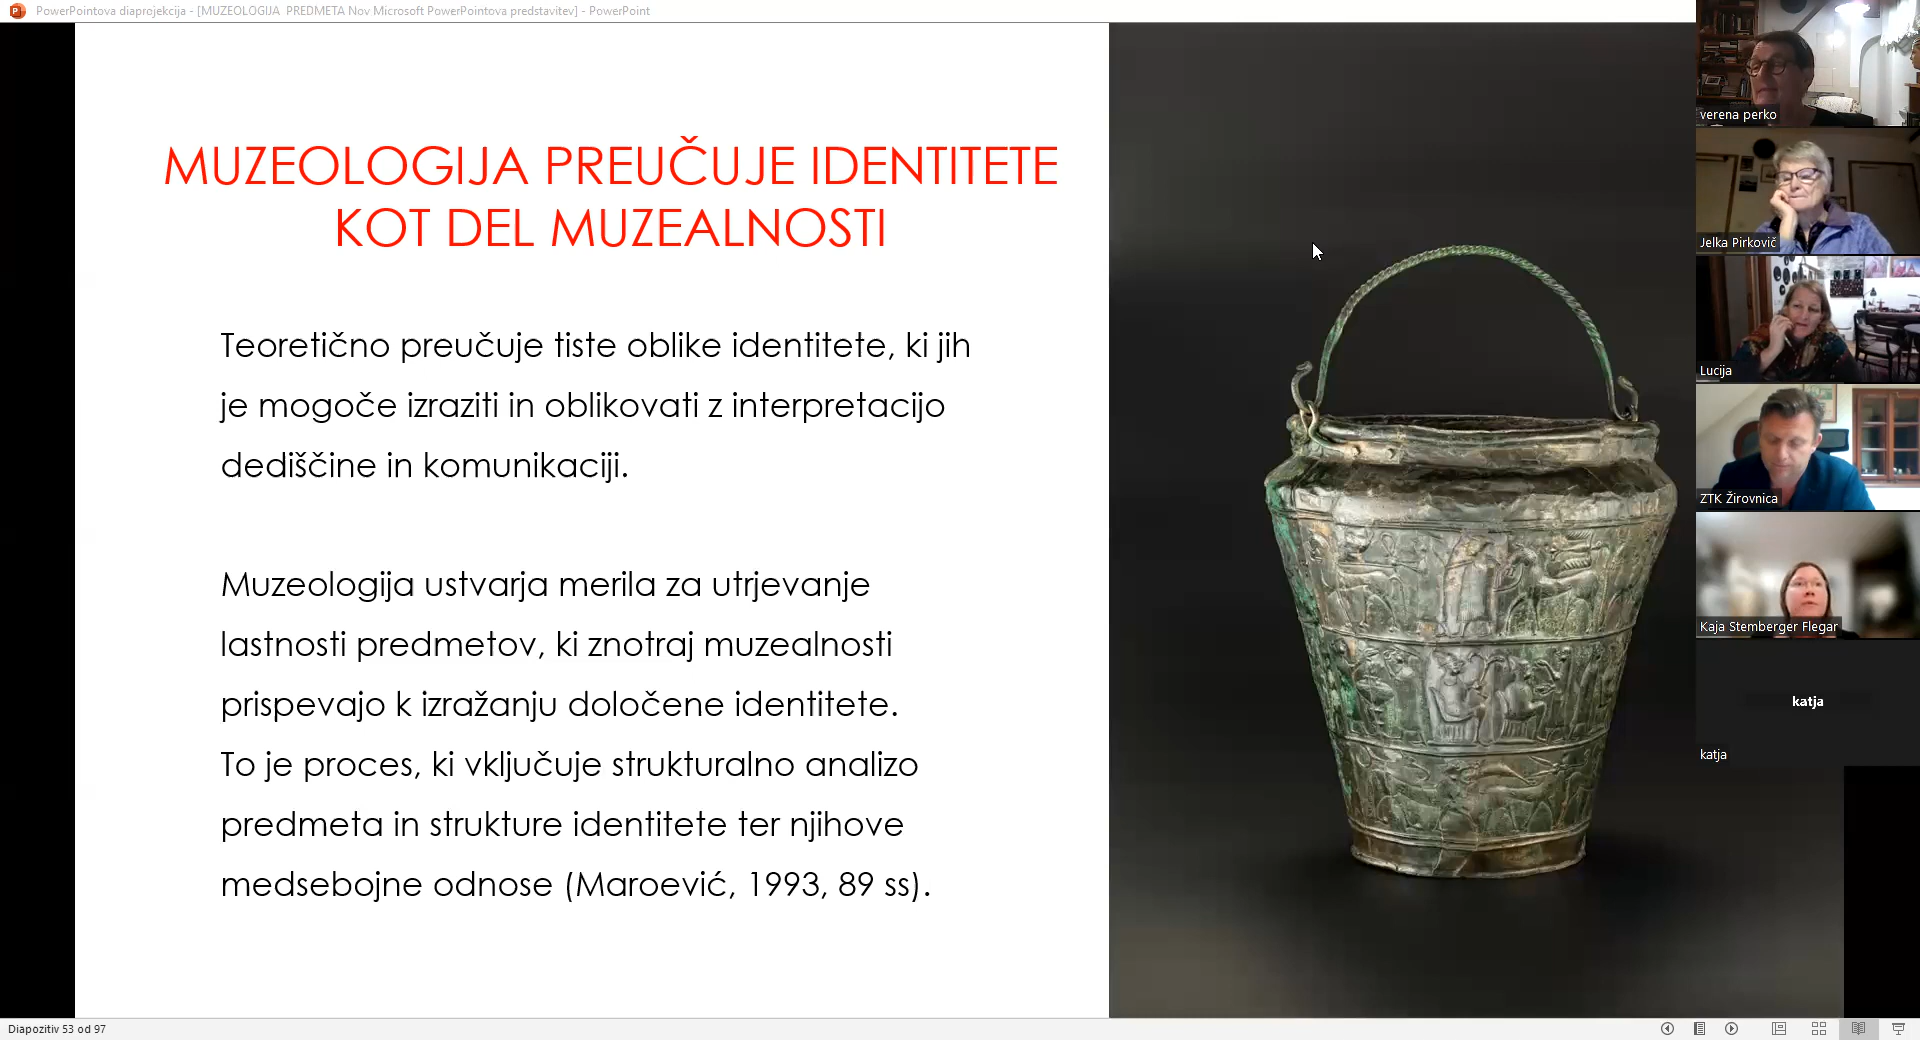 PowerPointova diaprojekcija - [MUZEOLOGIJA  PREDMETA Nov Microsoft PowerPointova predstavitev] - PowerPoint
MUZEOLOGIJA PREUČUJE IDENTITETE
KOT DEL MUZEALNOSTI
Teoretično preučuje tiste oblike identitete, ki jih
je mogoče izraziti in oblikovati z interpretacijo
dediščine in komunikaciji.
Muzeologija ustvarja merila za utrjevanje
lastnosti predmetov, ki znotraj muzealnosti
prispevajo k izražanju določene identitete.
To je proces, ki vključuje strukturalno analizo
predmeta in strukture identitete ter njihove
medsebojne odnose (Maroević, 1993, 89 ss).
verena perko
Jelka Pirkovič
Lucija
ZTK Žirovnica
Kaja Stemberger Flegar
katja
katja
Diapozitiv 53 od 97